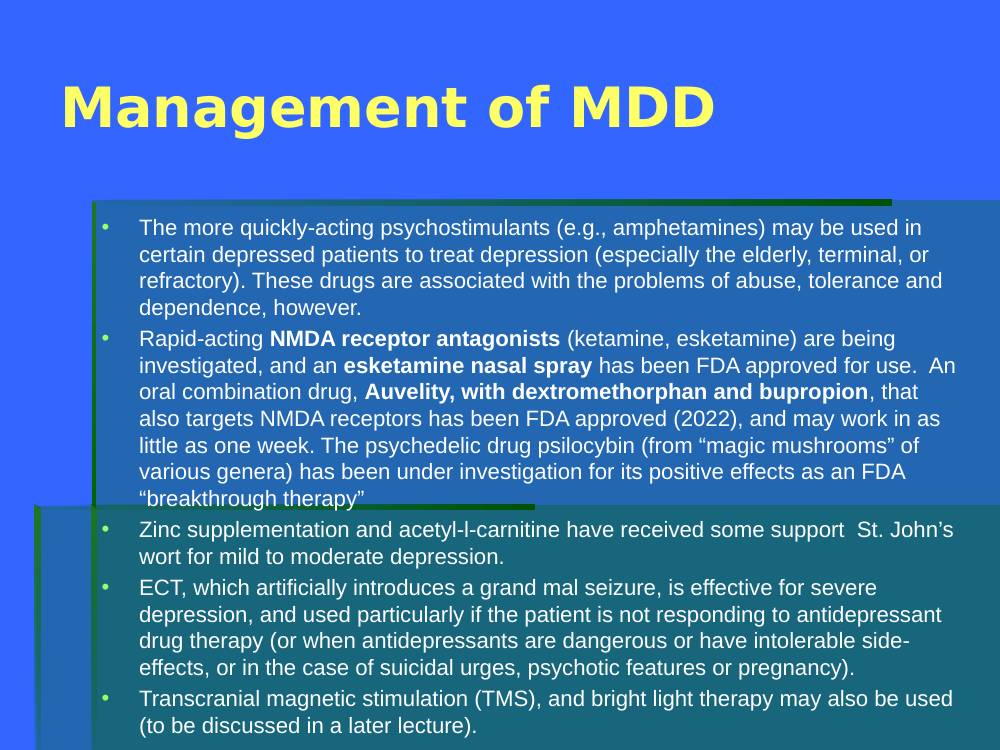 Management of MDD
• The more quickly-acting psychostimulants (e.g., amphetamines) may be used in
certain depressed patients to treat depression (especially the elderly, terminal, or
refractory). These drugs are associated with the problems of abuse, tolerance and
dependence, however.
• Rapid-acting NMDA receptor antagonists (ketamine, esketamine) are being
investigated, and an esketamine nasal spray has been FDA approved for use.  An
oral combination drug, Auvelity, with dextromethorphan and bupropion, that
also targets NMDA receptors has been FDA approved (2022), and may work in as
little as one week. The psychedelic drug psilocybin (from “magic mushrooms” of
various genera) has been under investigation for its positive effects as an FDA
“breakthrough therapy”
• Zinc supplementation and acetyl-l-carnitine have received some support  St. John’s
wort for mild to moderate depression.
• ECT, which artificially introduces a grand mal seizure, is effective for severe
depression, and used particularly if the patient is not responding to antidepressant
drug therapy (or when antidepressants are dangerous or have intolerable side-
effects, or in the case of suicidal urges, psychotic features or pregnancy).
• Transcranial magnetic stimulation (TMS), and bright light therapy may also be used
(to be discussed in a later lecture).